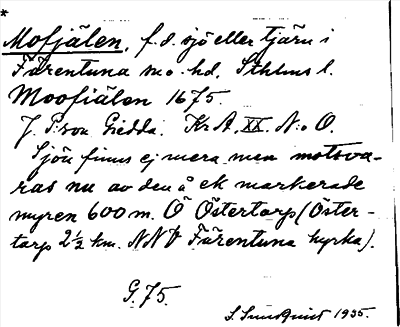 *
Mofjälen, f.d. sjö eller tjärn i
Färentuna sn o. hd, Sthlms l.
Moofiälen 1675.
J. P:son Gedda. Kr A. XX. N:o O.
Sjön finns ej mera men motsva-
ras nu av den å ek markerade
myren 600 m. Ö Östertorp (Öster-
torp 2½ km. NNV Färentuna kyrka).
G. 75.
S. Sundquist 1935.